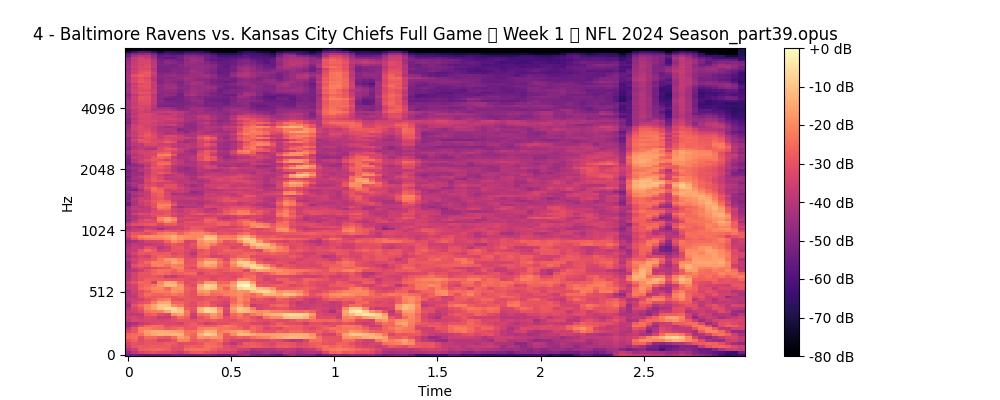 4 - Baltimore Ravens vs. Kansas City Chiefs Full Game ▯ Week 1 ▯ NFL 2024 Season_part39.opus
+0 dB
-10 dB
-20 dB
-30 dB
-40 dB
-50 dB
-60 dB
-70 dB
-80 dB
4096
2048
1024
512
0
Hz
0
0.5
1
1.5
2
2.5
Time